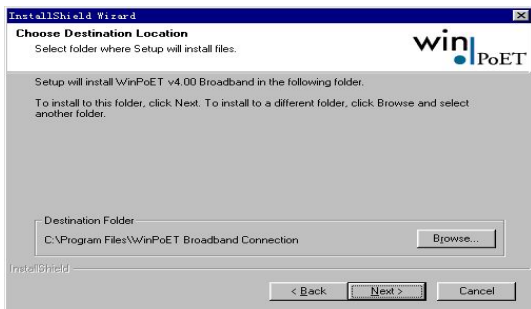 InstallShield Wizard
Choose Destination Location
Select folder where Setup will install files.
win
PoET
Setup will install WinPoET v4.00 Broadband in the following folder.
To install to this folder, click Next. To install to a different folder, click Browse and select
another folder.
Destination Folder
C:\Program Files\WinPoET Broadband Connection
Browse...
InstallShield
< Back
Next >
Cancel